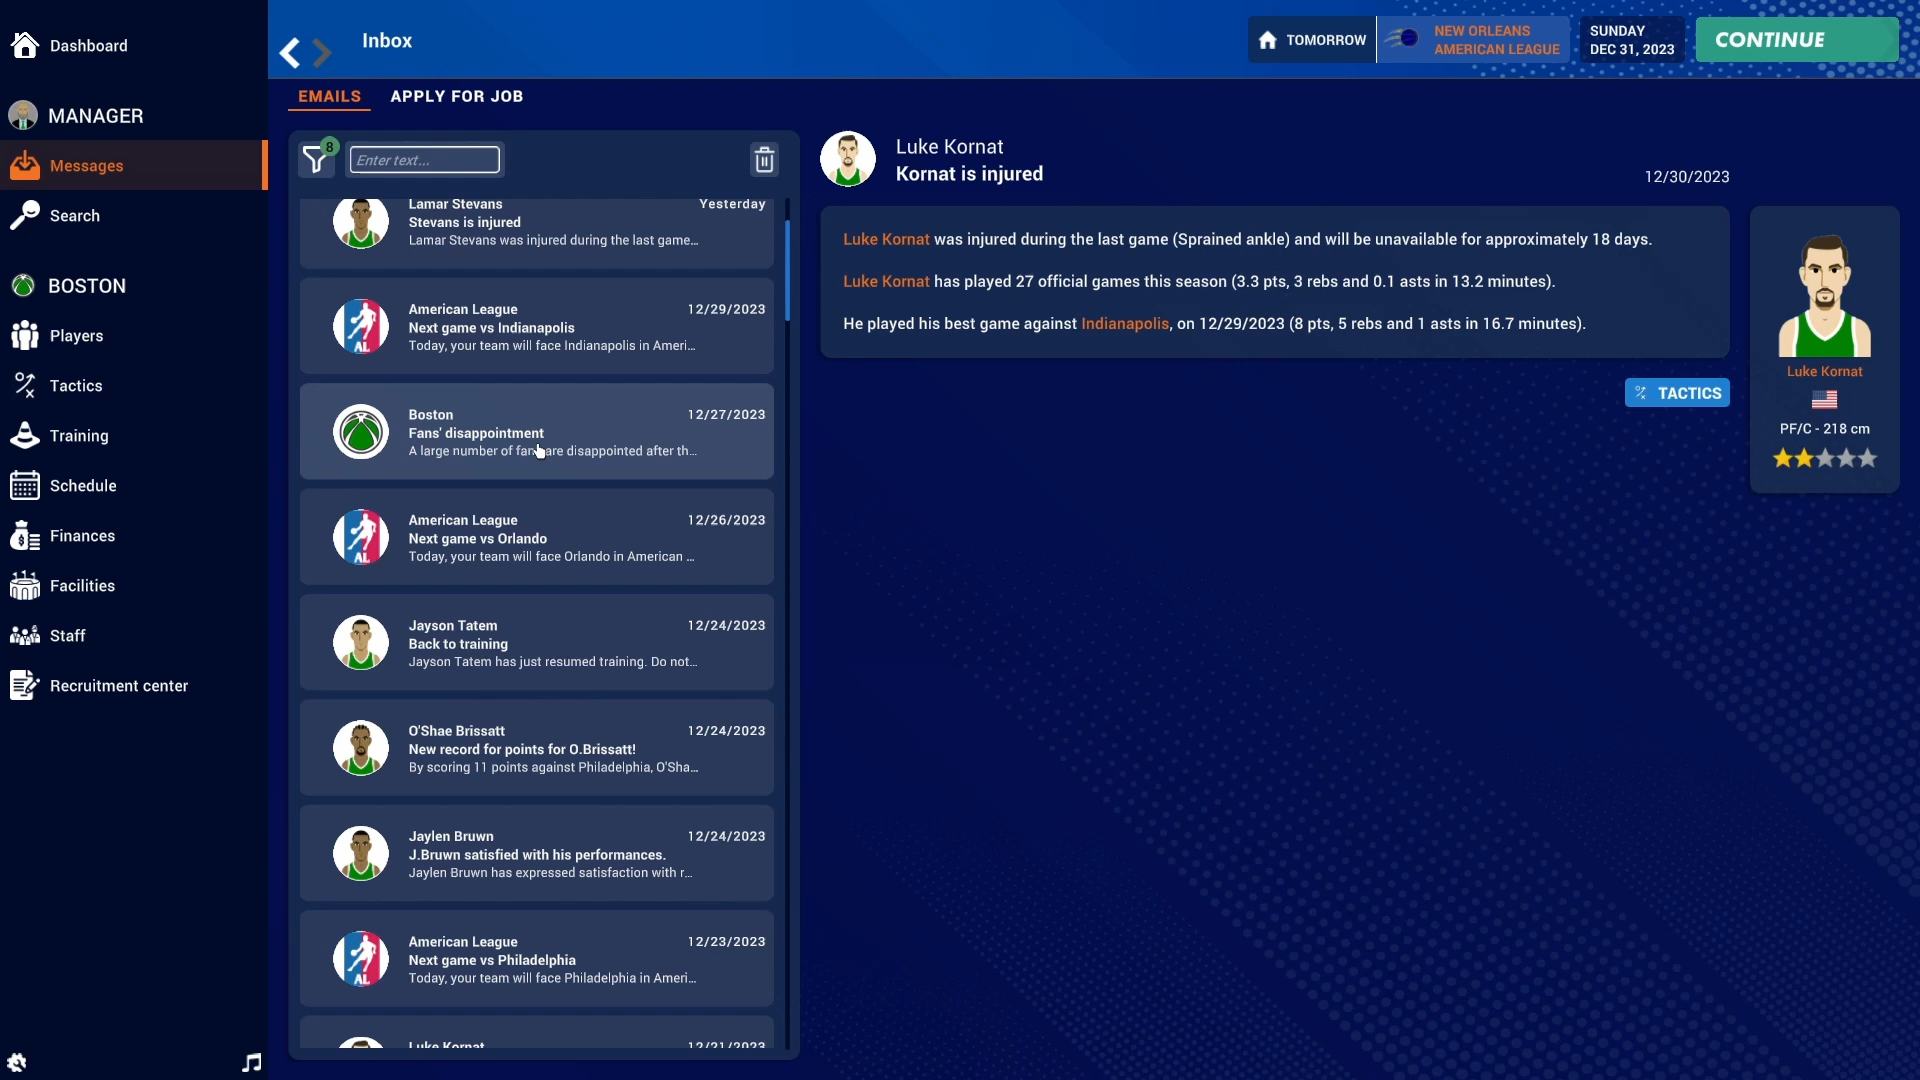 Dashboard
MANAGER
Messages
Search
BOSTON
Players
Tactics
Training
Schedule
Finances
Facilities
Staff
Recruitment center
Inbox
TOMORROW
NEW ORLEANS
AMERICAN LEAGUE
SUNDAY
DEC 31, 2023
CONTINUE
EMAILS
APPLY FOR JOB
8
Enter text...
Lamar Stevans
Yesterday
Stevans is injured
Lamar Stevans was injured during the last game...
American League
12/29/2023
Next game vs Indianapolis
Today, your team will face Indianapolis in Ameri...
Boston
12/27/2023
Fans' disappointment
A large number of fans are disappointed after th...
American League
12/26/2023
Next game vs Orlando
Today, your team will face Orlando in American ...
Jayson Tatem
12/24/2023
Back to training
Jayson Tatem has just resumed training. Do not...
O'Shae Brissatt
12/24/2023
New record for points for O.Brissatt!
By scoring 11 points against Philadelphia, O'Sha...
Jaylen Bruwn
12/24/2023
J.Bruwn satisfied with his performances.
Jaylen Bruwn has expressed satisfaction with r...
American League
12/23/2023
Next game vs Philadelphia
Today, your team will face Philadelphia in Ameri...
Luke Kornat
12/21/2023
Luke Kornat
Kornat is injured
12/30/2023
Luke Kornat was injured during the last game (Sprained ankle) and will be unavailable for approximately 18 days.
Luke Kornat has played 27 official games this season (3.3 pts, 3 rebs and 0.1 asts in 13.2 minutes).
He played his best game against Indianapolis, on 12/29/2023 (8 pts, 5 rebs and 1 asts in 16.7 minutes).
TACTICS
Luke Kornat
PF/C - 218 cm